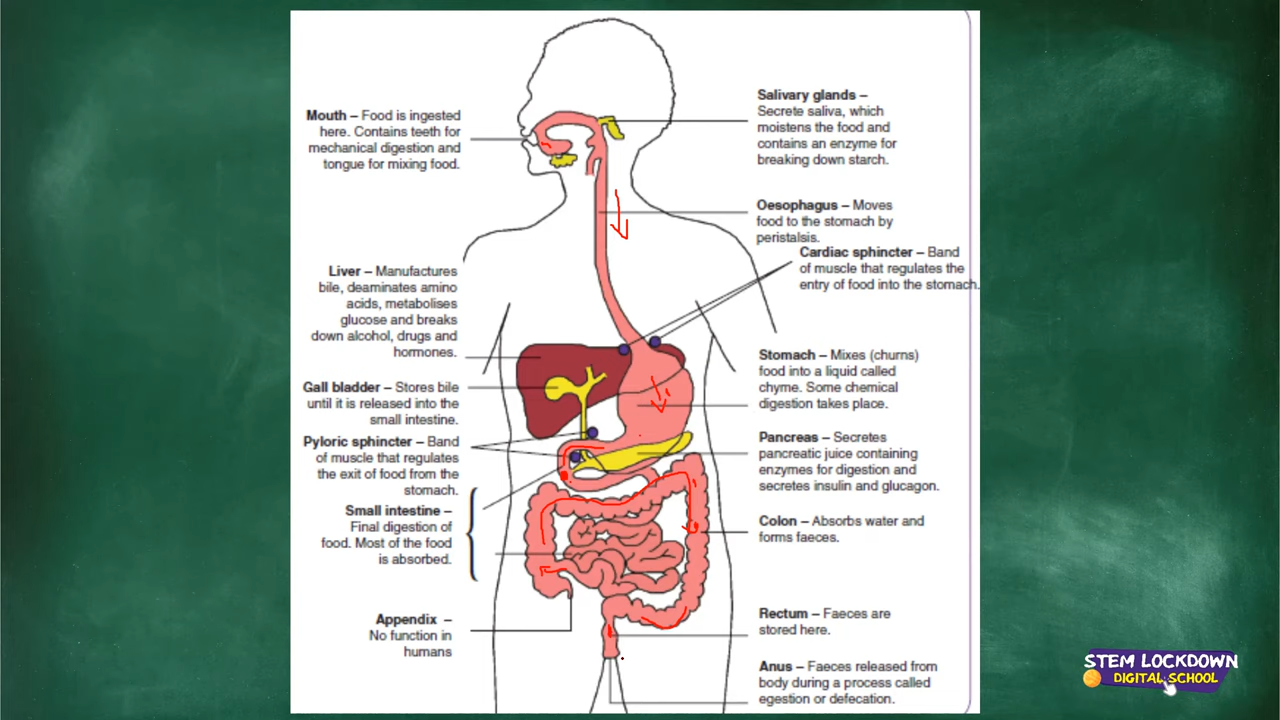 Mouth – Food is ingested
here. Contains teeth for
mechanical digestion and
tongue for mixing food.
Salivary glands –
Secrete saliva, which
moistens the food and
contains an enzyme for
breaking down starch.
Oesophagus – Moves
food to the stomach by
peristalsis.
Cardiac sphincter – Band
of muscle that regulates the
entry of food into the stomach.
Liver – Manufactures
bile, deaminates amino
acids, metabolises
glucose and breaks
down alcohol, drugs and
hormones.
Stomach – Mixes (churns)
food into a liquid called
chyme. Some chemical
digestion takes place.
Gall bladder – Stores bile
until it is released into the
small intestine.
Pyloric sphincter – Band
of muscle that regulates
the exit of food from the
stomach.
Pancreas – Secretes
pancreatic juice containing
enzymes for digestion and
secretes insulin and glucagon.
Small intestine –
Final digestion of
food. Most of the food
is absorbed.
Colon – Absorbs water and
forms faeces.
Appendix –
No function in
humans
Rectum – Faeces are
stored here.
Anus – Faeces released from
body during a process called
egestion or defecation.
STEM LOCKDOWN
DIGITAL SCHOOL